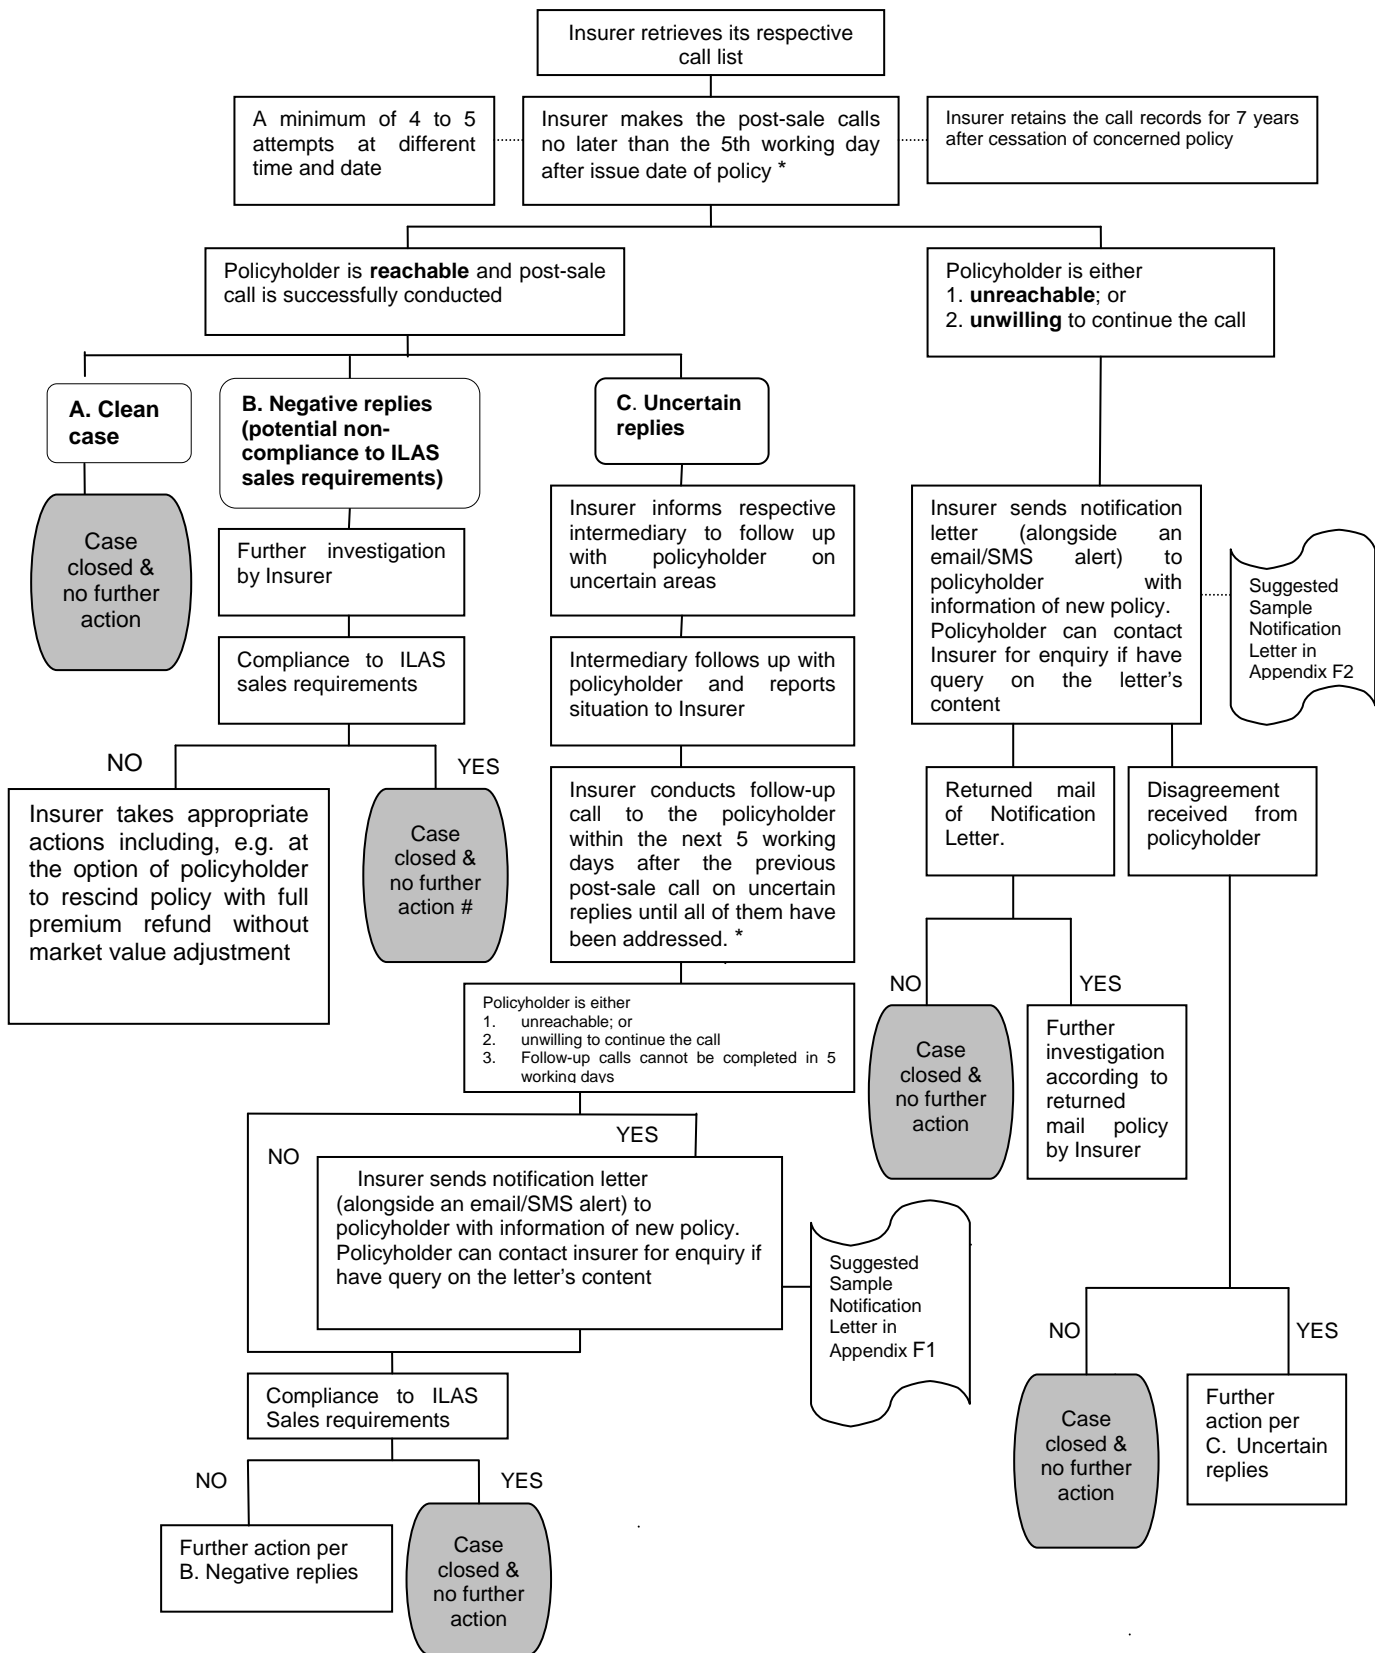 Insurer retrieves its respective
call list
A minimum of 4 to 5
attempts at different
time and date
Insurer makes the post-sale calls
no later than the 5th working day
after issue date of policy *
Insurer retains the call records for 7 years
after cessation of concerned policy
Policyholder is reachable and post-sale
call is successfully conducted
Policyholder is either
1. unreachable; or
2. unwilling to continue the call
A. Clean
case
B. Negative replies
(potential non-
compliance to ILAS
sales requirements)
C. Uncertain
replies
Case
closed &
no further
action
Further investigation
by Insurer
Compliance to ILAS
sales requirements
NO
YES
Insurer takes appropriate
actions including, e.g. at
the option of policyholder
to rescind policy with full
premium refund without
market value adjustment
Case
closed &
no further
action #
Insurer informs respective
intermediary to follow up
with policyholder on
uncertain areas
Intermediary follows up with
policyholder and reports
situation to Insurer
Insurer conducts follow-up
call to the policyholder
within the next 5 working
days after the previous
post-sale call on uncertain
replies until all of them have
been addressed. *
Policyholder is either
1. unreachable; or
2. unwilling to continue the call
3. Follow-up calls cannot be completed in 5
working days
NO
YES
Insurer sends notification letter
(alongside an email/SMS alert) to
policyholder with information of new policy.
Policyholder can contact insurer for enquiry if
have query on the letter's content
Suggested
Sample
Notification
Letter in
Appendix F1
Compliance to ILAS
Sales requirements
NO
YES
Further action per
B. Negative replies
Case
closed &
no further
action
Insurer sends notification
letter (alongside an
email/SMS alert) to
policyholder with
information of new policy.
Policyholder can contact
Insurer for enquiry if have
query on the letter's
content
Suggested
Sample
Notification
Letter in
Appendix F2
Returned mail
of Notification
Letter.
Disagreement
received from
policyholder
NO
YES
Case
closed &
no further
action
Further
investigation
according to
returned
mail policy
by Insurer
NO
YES
Case
closed &
no further
action
Further
action per
C. Uncertain
replies